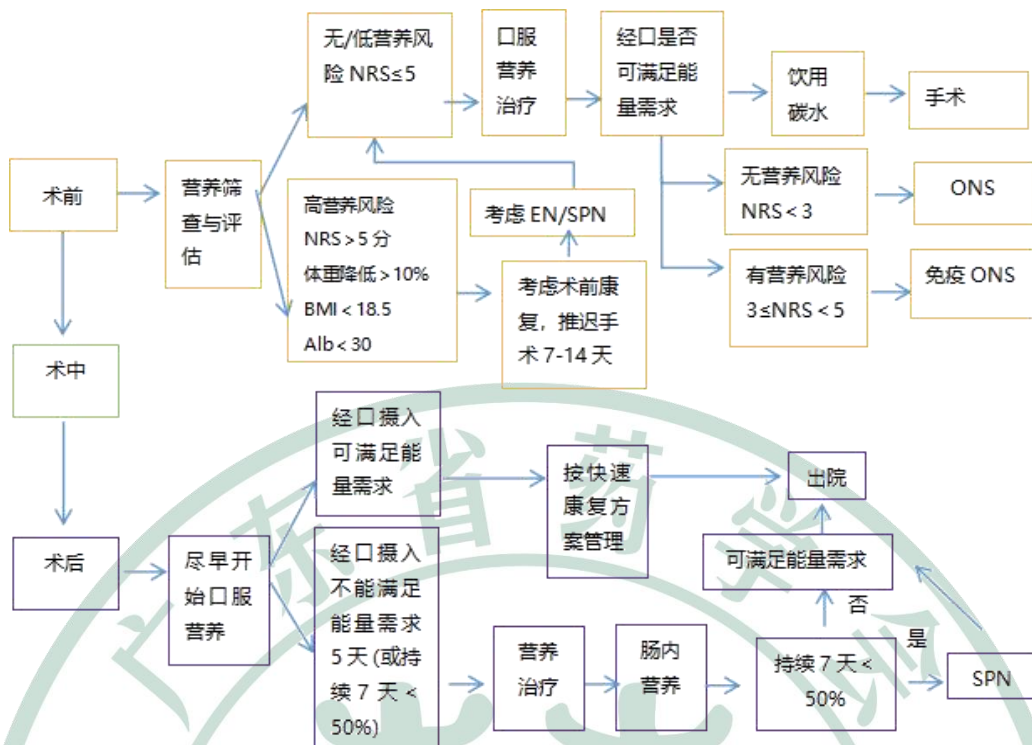 无/低营养风
险 NRS≤5
口服
营养
治疗
经口是否
可满足能
量需求
饮用
碳水
手术
术前
营养筛
查与评
估
高营养风险
NRS＞5 分
体重降低＞10%
BMI＜18.5
Alb＜30
考虑 EN/SPN
考虑术前康
复，推迟手
术 7-14 天
无营养风险
NRS＜3
ONS
有营养风险
3≤NRS＜5
免疫 ONS
术中
术后
尽早开
始口服
营养
经口摄入
可满足能
量需求
按快速
康复方
案管理
出院
经口摄入
不能满足
能量需求
5 天 (或持
续 7 天＜
50%)
营养
治疗
肠内
营养
持续 7 天＜
50%
否
是
可满足能量需求
SPN
广东省药学会